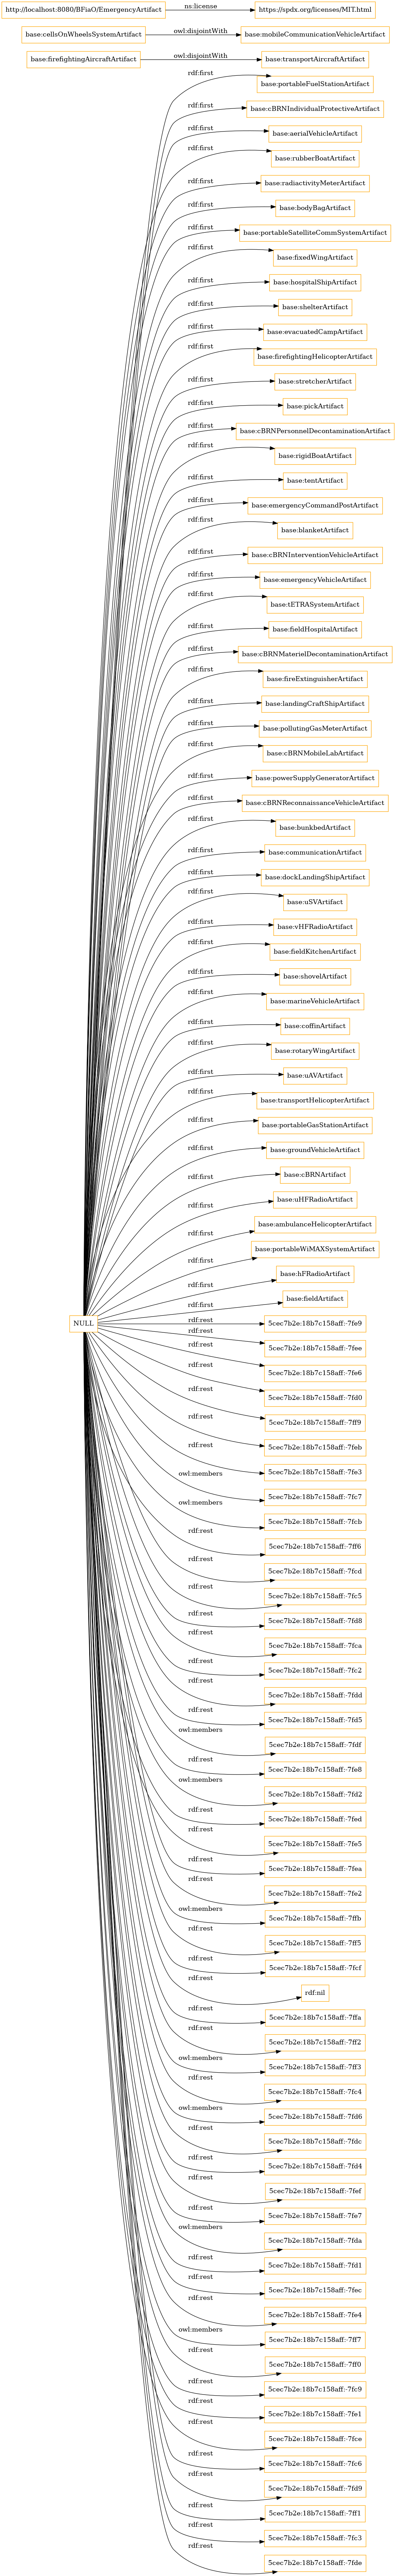 http://localhost:8080/BFiaO/EmergencyArtifact ns:license https://spdx.org/licenses/MIT.html
base:cellsOnWheelsSystemArtifact owl:disjointWith base:mobileCommunicationVehicleArtifact
base:firefightingAircraftArtifact owl:disjointWith base:transportAircraftArtifact
rdf:first base:portableFuelStationArtifact
rdf:first base:cBRNIndividualProtectiveArtifact
rdf:first base:aerialVehicleArtifact
rdf:first base:rubberBoatArtifact
rdf:first base:radiactivityMeterArtifact
rdf:first base:bodyBagArtifact
rdf:first base:portableSatelliteCommSystemArtifact
rdf:first base:fixedWingArtifact
rdf:first base:hospitalShipArtifact
rdf:first base:shelterArtifact
rdf:first base:evacuatedCampArtifact
rdf:first base:firefightingHelicopterArtifact
rdf:first base:stretcherArtifact
rdf:first base:pickArtifact
rdf:first base:cBRNPersonnelDecontaminationArtifact
rdf:first base:rigidBoatArtifact
rdf:first base:tentArtifact
rdf:first base:emergencyCommandPostArtifact
rdf:first base:blanketArtifact
rdf:first base:cBRNInterventionVehicleArtifact
rdf:first base:emergencyVehicleArtifact
rdf:first base:tETRASystemArtifact
rdf:first base:fieldHospitalArtifact
rdf:first base:cBRNMaterielDecontaminationArtifact
rdf:first base:fireExtinguisherArtifact
rdf:first base:landingCraftShipArtifact
rdf:first base:pollutingGasMeterArtifact
rdf:first base:cBRNMobileLabArtifact
rdf:first base:powerSupplyGeneratorArtifact
rdf:first base:cBRNReconnaissanceVehicleArtifact
rdf:first base:bunkbedArtifact
rdf:first base:communicationArtifact
rdf:first base:dockLandingShipArtifact
rdf:first base:uSVArtifact
rdf:first base:vHFRadioArtifact
rdf:first base:fieldKitchenArtifact
rdf:first base:shovelArtifact
rdf:first base:marineVehicleArtifact
rdf:first base:coffinArtifact
rdf:first base:rotaryWingArtifact
rdf:first base:uAVArtifact
rdf:first base:transportHelicopterArtifact
rdf:first base:portableGasStationArtifact
rdf:first base:groundVehicleArtifact
rdf:first base:cBRNArtifact
rdf:first base:uHFRadioArtifact
rdf:first base:ambulanceHelicopterArtifact
rdf:first base:portableWiMAXSystemArtifact
rdf:first base:hFRadioArtifact
rdf:first base:fieldArtifact
NULL rdf:rest 5cec7b2e:18b7c158aff:-7fe9
rdf:rest 5cec7b2e:18b7c158aff:-7fee
rdf:rest 5cec7b2e:18b7c158aff:-7fe6
rdf:rest 5cec7b2e:18b7c158aff:-7fd0
rdf:rest 5cec7b2e:18b7c158aff:-7ff9
rdf:rest 5cec7b2e:18b7c158aff:-7feb
rdf:rest 5cec7b2e:18b7c158aff:-7fe3
owl:members 5cec7b2e:18b7c158aff:-7fc7
owl:members 5cec7b2e:18b7c158aff:-7fcb
rdf:rest 5cec7b2e:18b7c158aff:-7ff6
rdf:rest 5cec7b2e:18b7c158aff:-7fcd
rdf:rest 5cec7b2e:18b7c158aff:-7fc5
rdf:rest 5cec7b2e:18b7c158aff:-7fd8
rdf:rest 5cec7b2e:18b7c158aff:-7fca
rdf:rest 5cec7b2e:18b7c158aff:-7fc2
rdf:rest 5cec7b2e:18b7c158aff:-7fdd
rdf:rest 5cec7b2e:18b7c158aff:-7fd5
owl:members 5cec7b2e:18b7c158aff:-7fdf
rdf:rest 5cec7b2e:18b7c158aff:-7fe8
owl:members 5cec7b2e:18b7c158aff:-7fd2
rdf:rest 5cec7b2e:18b7c158aff:-7fed
rdf:rest 5cec7b2e:18b7c158aff:-7fe5
rdf:rest 5cec7b2e:18b7c158aff:-7fea
rdf:rest 5cec7b2e:18b7c158aff:-7fe2
owl:members 5cec7b2e:18b7c158aff:-7ffb
rdf:rest 5cec7b2e:18b7c158aff:-7ff5
rdf:rest 5cec7b2e:18b7c158aff:-7fcf
rdf:rest rdf:nil
rdf:rest 5cec7b2e:18b7c158aff:-7ffa
rdf:rest 5cec7b2e:18b7c158aff:-7ff2
owl:members 5cec7b2e:18b7c158aff:-7ff3
rdf:rest 5cec7b2e:18b7c158aff:-7fc4
owl:members 5cec7b2e:18b7c158aff:-7fd6
rdf:rest 5cec7b2e:18b7c158aff:-7fdc
rdf:rest 5cec7b2e:18b7c158aff:-7fd4
rdf:rest 5cec7b2e:18b7c158aff:-7fef
rdf:rest 5cec7b2e:18b7c158aff:-7fe7
owl:members 5cec7b2e:18b7c158aff:-7fda
rdf:rest 5cec7b2e:18b7c158aff:-7fd1
rdf:rest 5cec7b2e:18b7c158aff:-7fec
rdf:rest 5cec7b2e:18b7c158aff:-7fe4
owl:members 5cec7b2e:18b7c158aff:-7ff7
rdf:rest 5cec7b2e:18b7c158aff:-7ff0
rdf:rest 5cec7b2e:18b7c158aff:-7fc9
rdf:rest 5cec7b2e:18b7c158aff:-7fe1
rdf:rest 5cec7b2e:18b7c158aff:-7fce
rdf:rest 5cec7b2e:18b7c158aff:-7fc6
rdf:rest 5cec7b2e:18b7c158aff:-7fd9
rdf:rest 5cec7b2e:18b7c158aff:-7ff1
rdf:rest 5cec7b2e:18b7c158aff:-7fc3
rdf:rest 5cec7b2e:18b7c158aff:-7fde